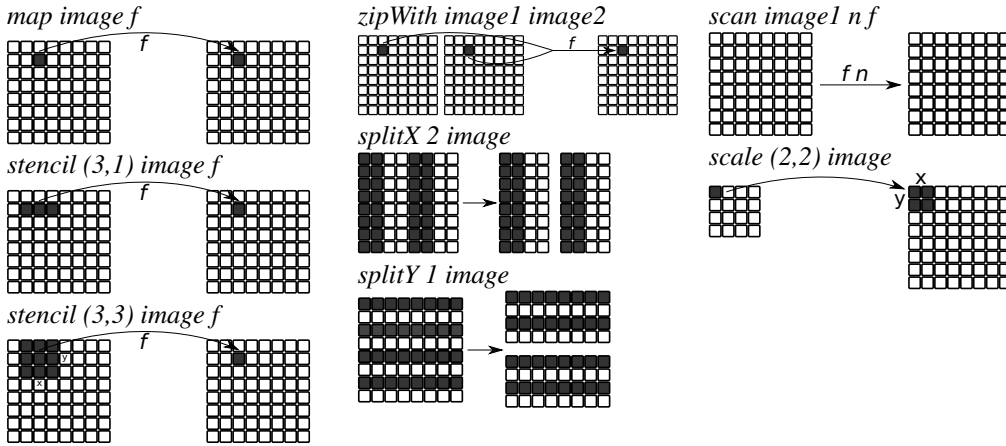 map image f
f
stencil (3,1) image f
f
stencil (3,3) image f
f
y
x
zipWith image1 image2
f
splitX 2 image
splitY 1 image
scan image1 n f
f n
scale (2,2) image
x
y